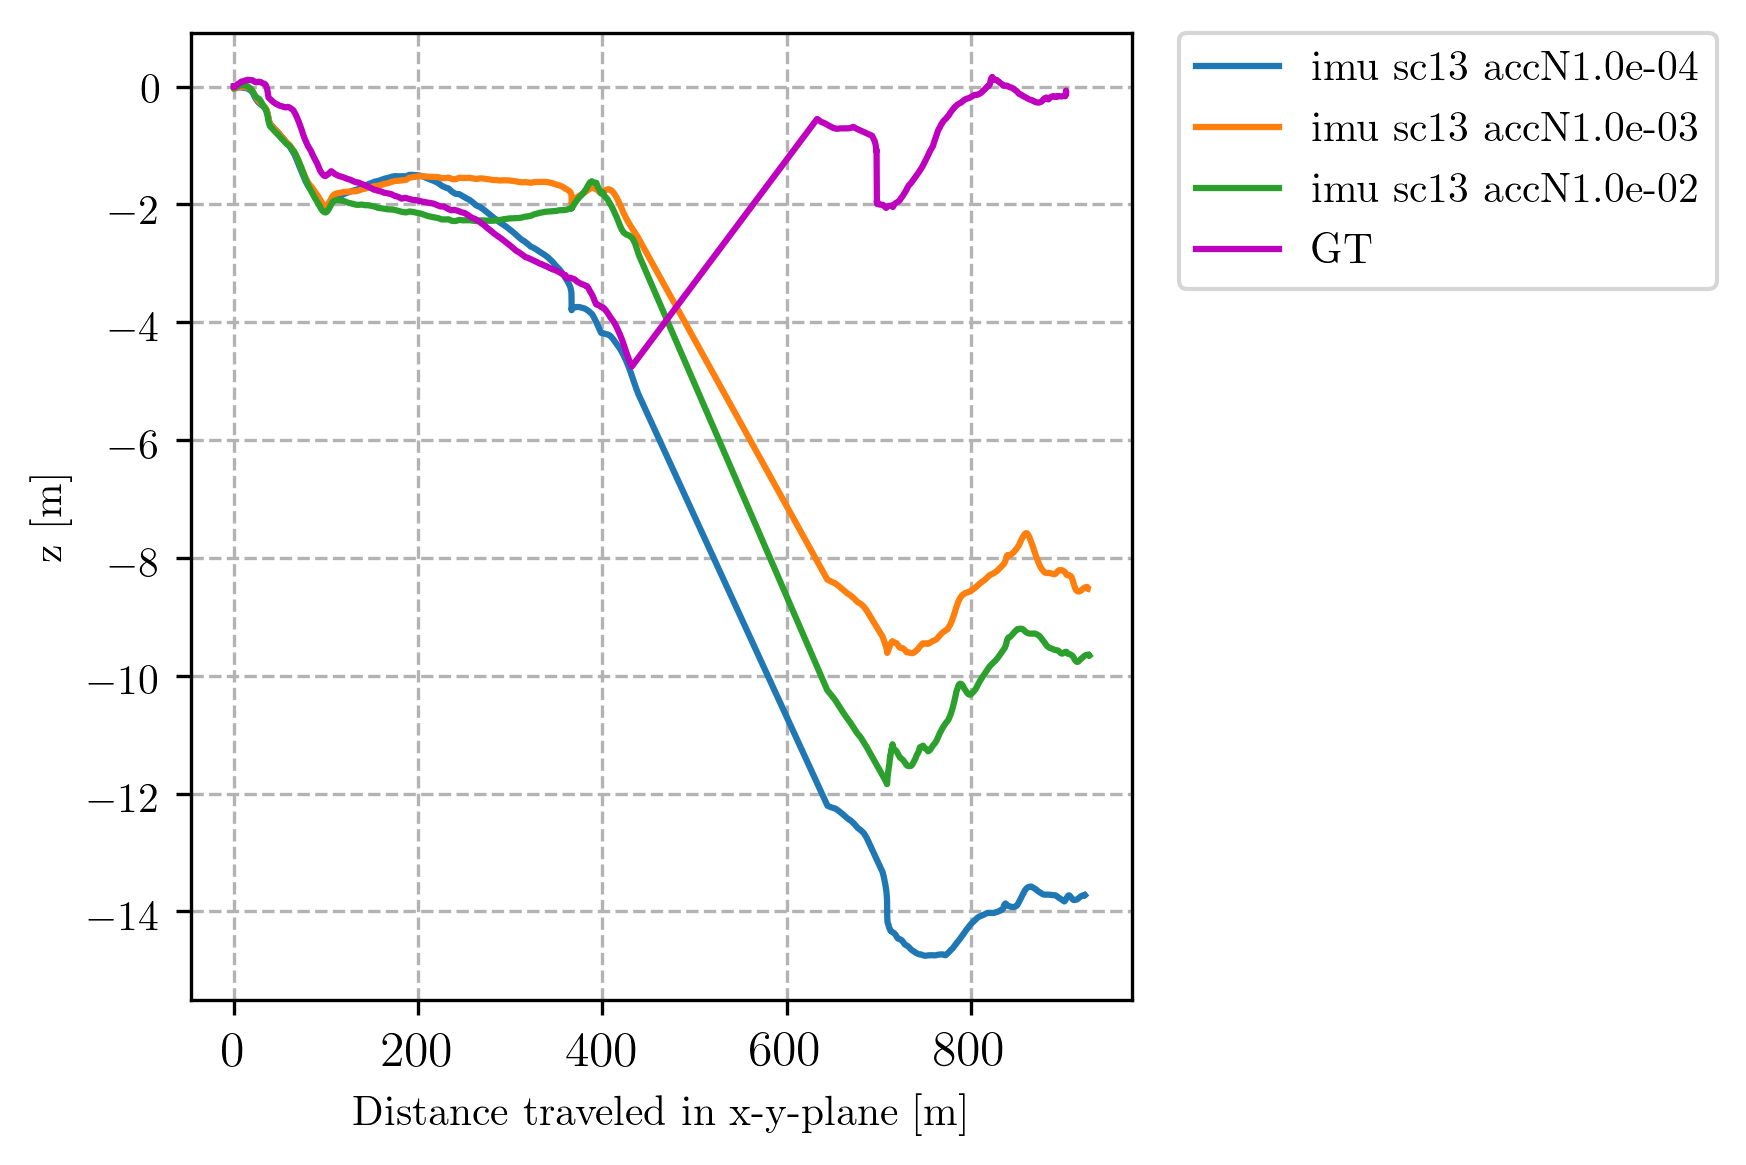 imu sc13 accN1.0e-04
imu sc13 accN1.0e-03
imu sc13 accN1.0e-02
GT
z [m]
0
−2
−4
−6
−8
−10
−12
−14
0 200 400 600 800
Distance traveled in x-y-plane [m]